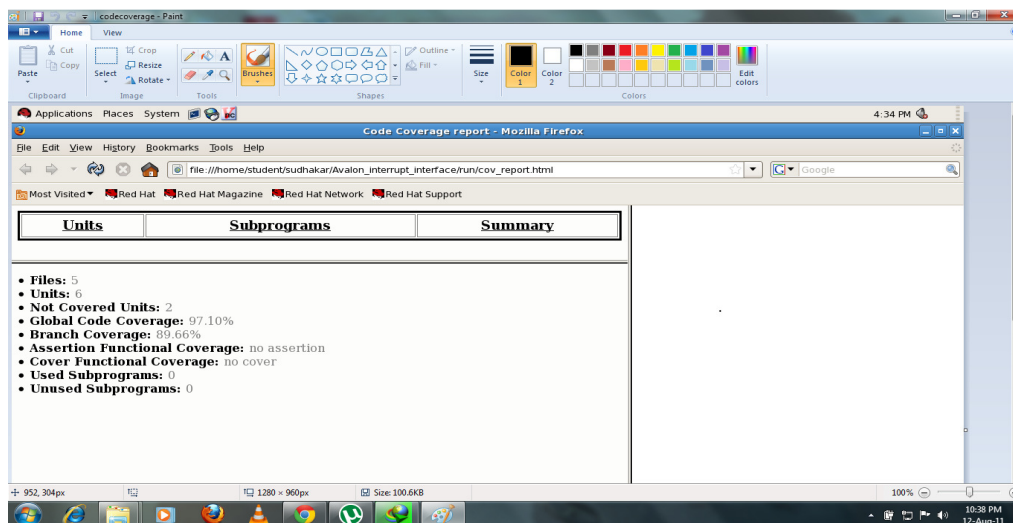 codecoverage - Paint
Home View
Paste
Cut
Copy
Clipboard
Select
Crop
Resize
Rotate
Image
Tools
Brushes
Outline
Fill
Shapes
Size
Color 1
Color 2
Edit colors
Colors
Applications Places System 4:34 PM
Code Coverage report - Mozilla Firefox
File Edit View History Bookmarks Tools Help
file:///home/student/sudhakar/Avalon_interrupt_interface/run/cov_report.html
Google
Most Visited Red Hat Red Hat Magazine Red Hat Network Red Hat Support
Units Subprograms Summary
• Files: 5
• Units: 6
• Not Covered Units: 2
• Global Code Coverage: 97.10%
• Branch Coverage: 89.66%
• Assertion Functional Coverage: no assertion
• Cover Functional Coverage: no cover
• Used Subprograms: 0
• Unused Subprograms: 0
952, 304px 1280 × 960px Size: 100.6KB 100%
10:38 PM
12-Aug-11